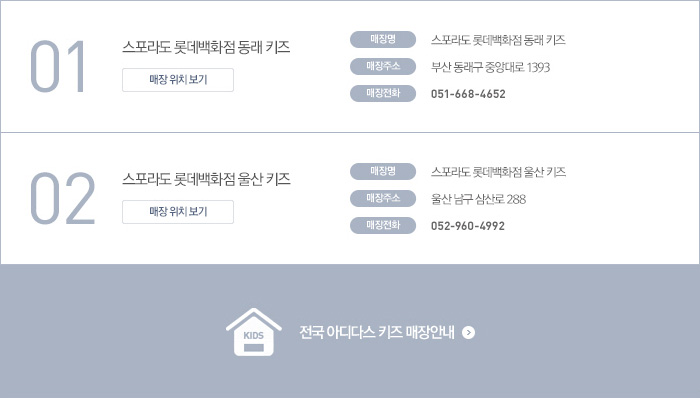 01
스포라도 롯데백화점 동래 키즈
매장 위치 보기
매장명 스포라도 롯데백화점 동래 키즈
매장주소 부산 동래구 중앙대로 1393
매장전화 051-668-4652
02
스포라도 롯데백화점 울산 키즈
매장 위치 보기
매장명 스포라도 롯데백화점 울산 키즈
매장주소 울산 남구 삼산로 288
매장전화 052-960-4992
KIDS
전국 아디다스 키즈 매장안내